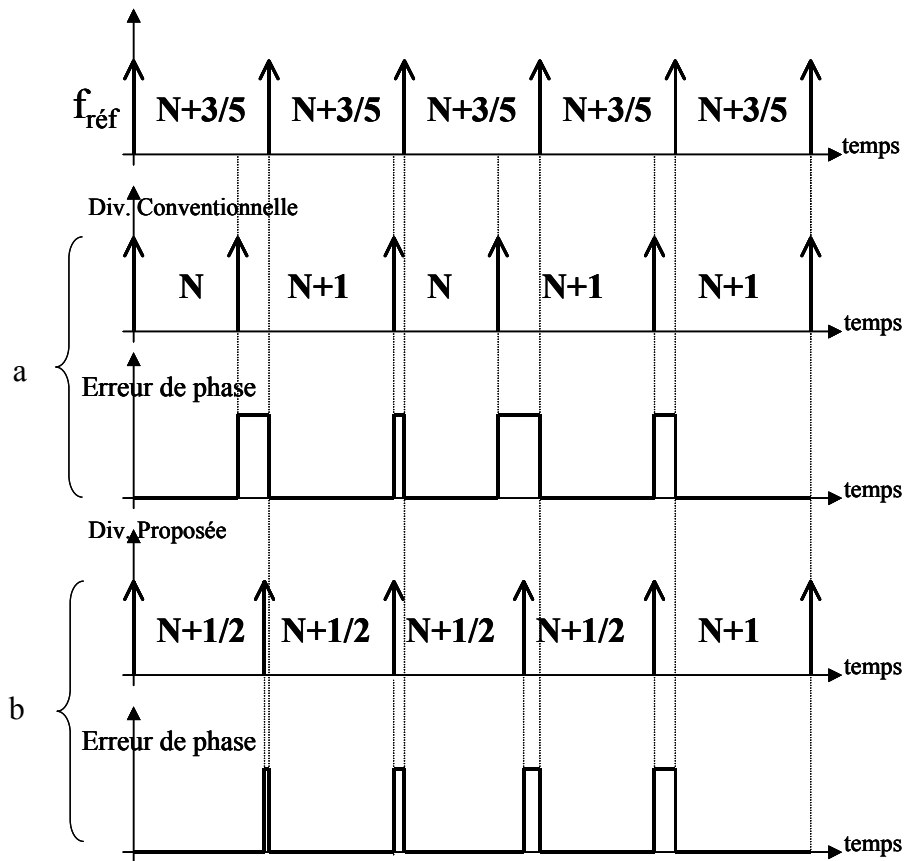 f_réf N+3/5 N+3/5 N+3/5 N+3/5 N+3/5
temps
Div. Conventionnelle
N N+1 N N+1 N+1
temps
a
Erreur de phase
temps
Div. Proposée
N+1/2 N+1/2 N+1/2 N+1/2 N+1
temps
b
Erreur de phase
temps